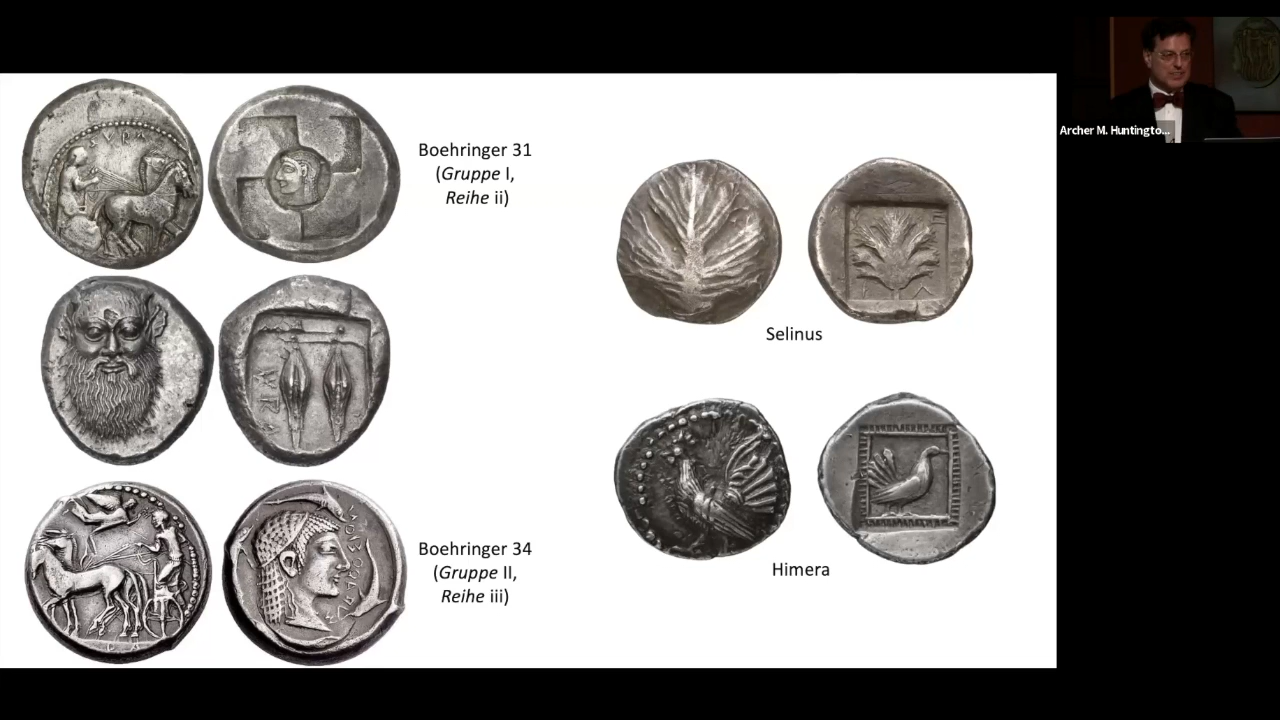 Boehringer 31
(Gruppe I,
Reihe ii)
Selinus
Boehringer 34
(Gruppe II,
Reihe iii)
Himera
Archer M. Huntingto...